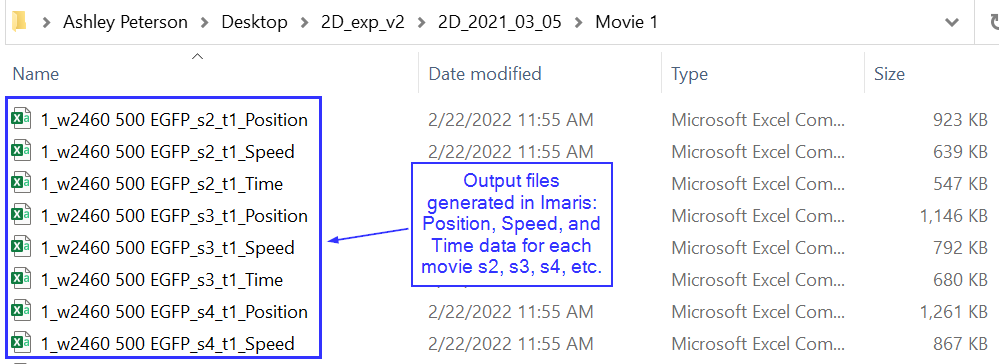 Ashley Peterson > Desktop > 2D_exp_v2 > 2D_2021_03_05 > Movie 1
Name Date modified Type Size
1_w2460 500 EGFP_s2_t1_Position 2/22/2022 11:55 AM Microsoft Excel Com... 923 KB
1_w2460 500 EGFP_s2_t1_Speed 2/22/2022 11:55 AM Microsoft Excel Com... 639 KB
1_w2460 500 EGFP_s2_t1_Time Microsoft Excel Com... 547 KB
1_w2460 500 EGFP_s3_t1_Position Microsoft Excel Com... 1,146 KB
1_w2460 500 EGFP_s3_t1_Speed Microsoft Excel Com... 792 KB
1_w2460 500 EGFP_s3_t1_Time Microsoft Excel Com... 680 KB
Output files
generated in Imaris:
Position, Speed, and
Time data for each
movie s2, s3, s4, etc.
1_w2460 500 EGFP_s4_t1_Position 2/22/2022 11:55 AM Microsoft Excel Com... 1,261 KB
1_w2460 500 EGFP_s4_t1_Speed 2/22/2022 11:55 AM Microsoft Excel Com... 867 KB